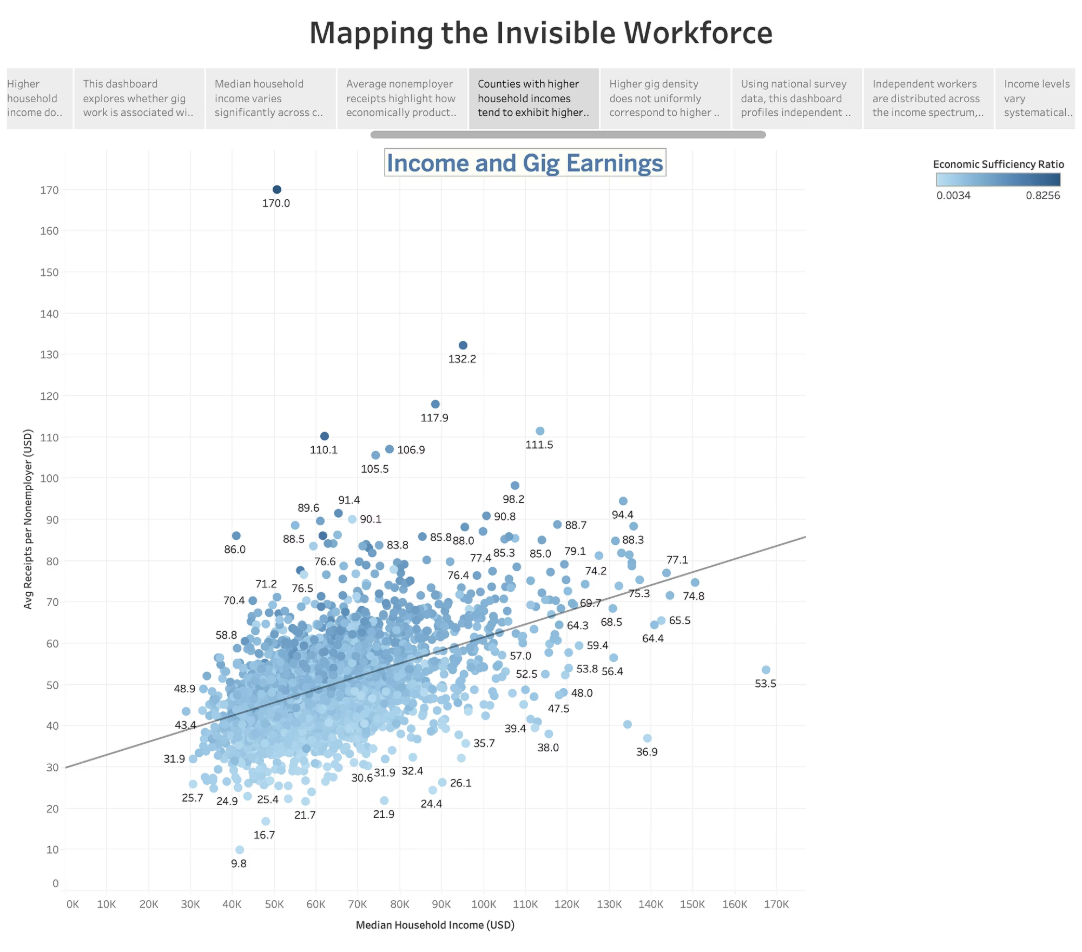 Mapping the Invisible Workforce
Higher
household
income do..
This dashboard
explores whether gig
work is associated wi..
Median household
income varies
significantly across c..
Average nonemployer
receipts highlight how
economically product..
Counties with higher
household incomes
tend to exhibit higher..
Higher gig density
does not uniformly
correspond to higher ..
Using national survey
data, this dashboard
profiles independent ..
Independent workers
are distributed across
the income spectrum,..
Income levels
vary
systematical..
Income and Gig Earnings
Economic Sufficiency Ratio
0.0034 0.8256
Avg Receipts per Nonemployer (USD)
170
160
150
140
130
120
110
100
90
80
70
60
50
40
30
20
10
0
170.0
132.2
117.9
110.1
106.9
105.5
111.5
98.2
94.4
91.4
89.6
90.1
90.8
88.5
88.7
88.3
86.0
85.8
88.0
85.3
85.0
83.8
79.1
77.4
77.1
76.6
76.4
76.5
74.2
75.3
74.8
71.2
70.4
69.7
68.5
65.5
64.3
64.4
58.8
59.4
57.0
56.4
53.8
53.5
52.5
48.9
48.0
47.5
43.4
39.4
38.0
36.9
35.7
31.9
30.6
31.9
32.4
25.7
24.9
25.4
26.1
24.4
21.7
21.9
16.7
9.8
0K 10K 20K 30K 40K 50K 60K 70K 80K 90K 100K 110K 120K 130K 140K 150K 160K 170K
Median Household Income (USD)